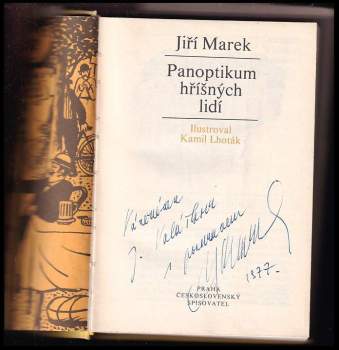 Jiří Marek
Panoptikum
hříšných
lidí
Ilustroval
Kamil Lhoták
J.
s
1977.
PRAHA
ČESKOSLOVENSKÝ
SPISOVATEL